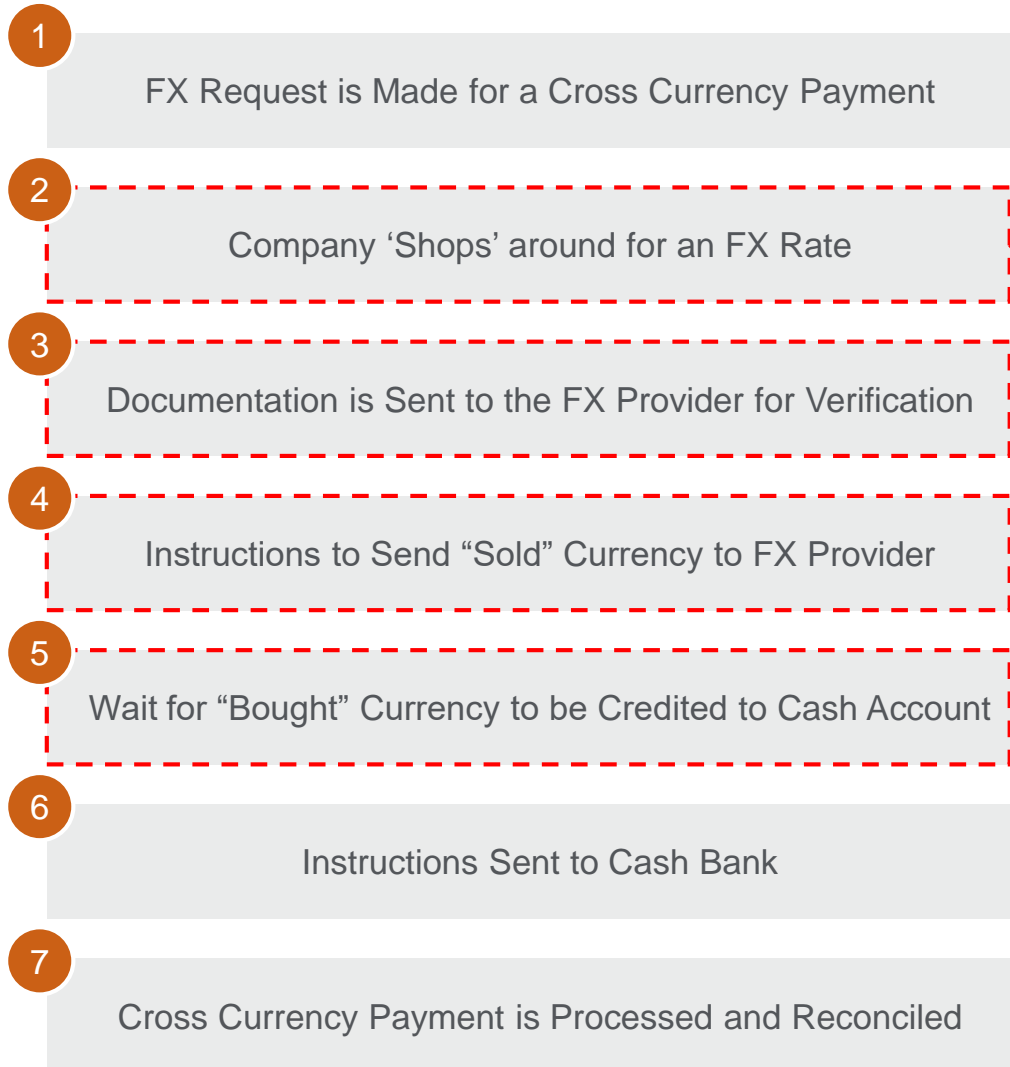 1
FX Request is Made for a Cross Currency Payment
2
Company ‘Shops’ around for an FX Rate
3
Documentation is Sent to the FX Provider for Verification
4
Instructions to Send “Sold” Currency to FX Provider
5
Wait for “Bought” Currency to be Credited to Cash Account
6
Instructions Sent to Cash Bank
7
Cross Currency Payment is Processed and Reconciled